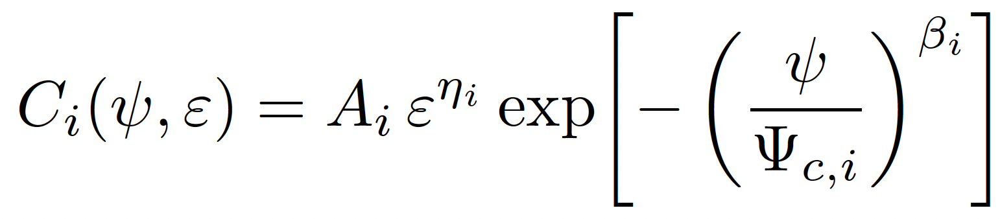 C_i(ψ, ε) = A_i ε^{η_i} exp[−(ψ/Ψ_{c,i})^{β_i}]